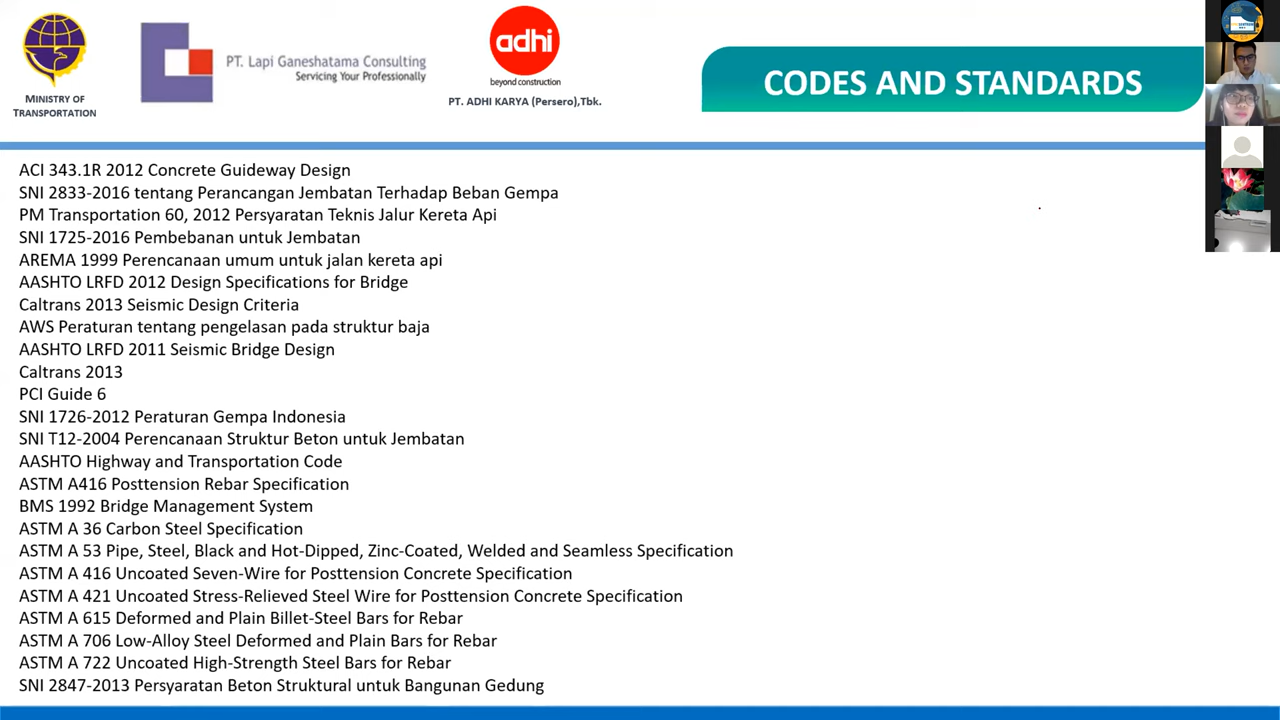 MINISTRY OF
TRANSPORTATION
PT. Lapi Ganeshatama Consulting
Servicing Your Professionally
adhi
beyond construction
PT. ADHI KARYA (Persero),Tbk.
CODES AND STANDARDS
ACI 343.1R 2012 Concrete Guideway Design
SNI 2833-2016 tentang Perancangan Jembatan Terhadap Beban Gempa
PM Transportation 60, 2012 Persyaratan Teknis Jalur Kereta Api
SNI 1725-2016 Pembebanan untuk Jembatan
AREMA 1999 Perencanaan umum untuk jalan kereta api
AASHTO LRFD 2012 Design Specifications for Bridge
Caltrans 2013 Seismic Design Criteria
AWS Peraturan tentang pengelasan pada struktur baja
AASHTO LRFD 2011 Seismic Bridge Design
Caltrans 2013
PCI Guide 6
SNI 1726-2012 Peraturan Gempa Indonesia
SNI T12-2004 Perencanaan Struktur Beton untuk Jembatan
AASHTO Highway and Transportation Code
ASTM A416 Posttension Rebar Specification
BMS 1992 Bridge Management System
ASTM A 36 Carbon Steel Specification
ASTM A 53 Pipe, Steel, Black and Hot-Dipped, Zinc-Coated, Welded and Seamless Specification
ASTM A 416 Uncoated Seven-Wire for Posttension Concrete Specification
ASTM A 421 Uncoated Stress-Relieved Steel Wire for Posttension Concrete Specification
ASTM A 615 Deformed and Plain Billet-Steel Bars for Rebar
ASTM A 706 Low-Alloy Steel Deformed and Plain Bars for Rebar
ASTM A 722 Uncoated High-Strength Steel Bars for Rebar
SNI 2847-2013 Persyaratan Beton Struktural untuk Bangunan Gedung